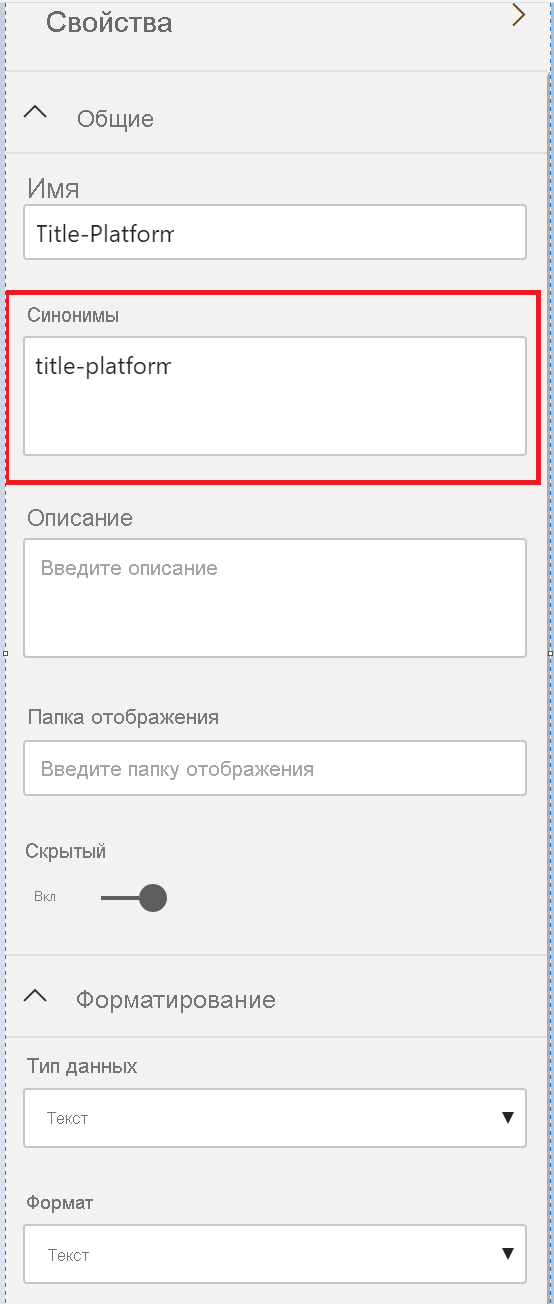 Свойства
Общие
Имя
Title-Platform
Синонимы
title-platform
Описание
Введите описание
Папка отображения
Введите папку отображения
Скрытый
Вкл
Форматирование
Тип данных
Текст
Формат
Текст